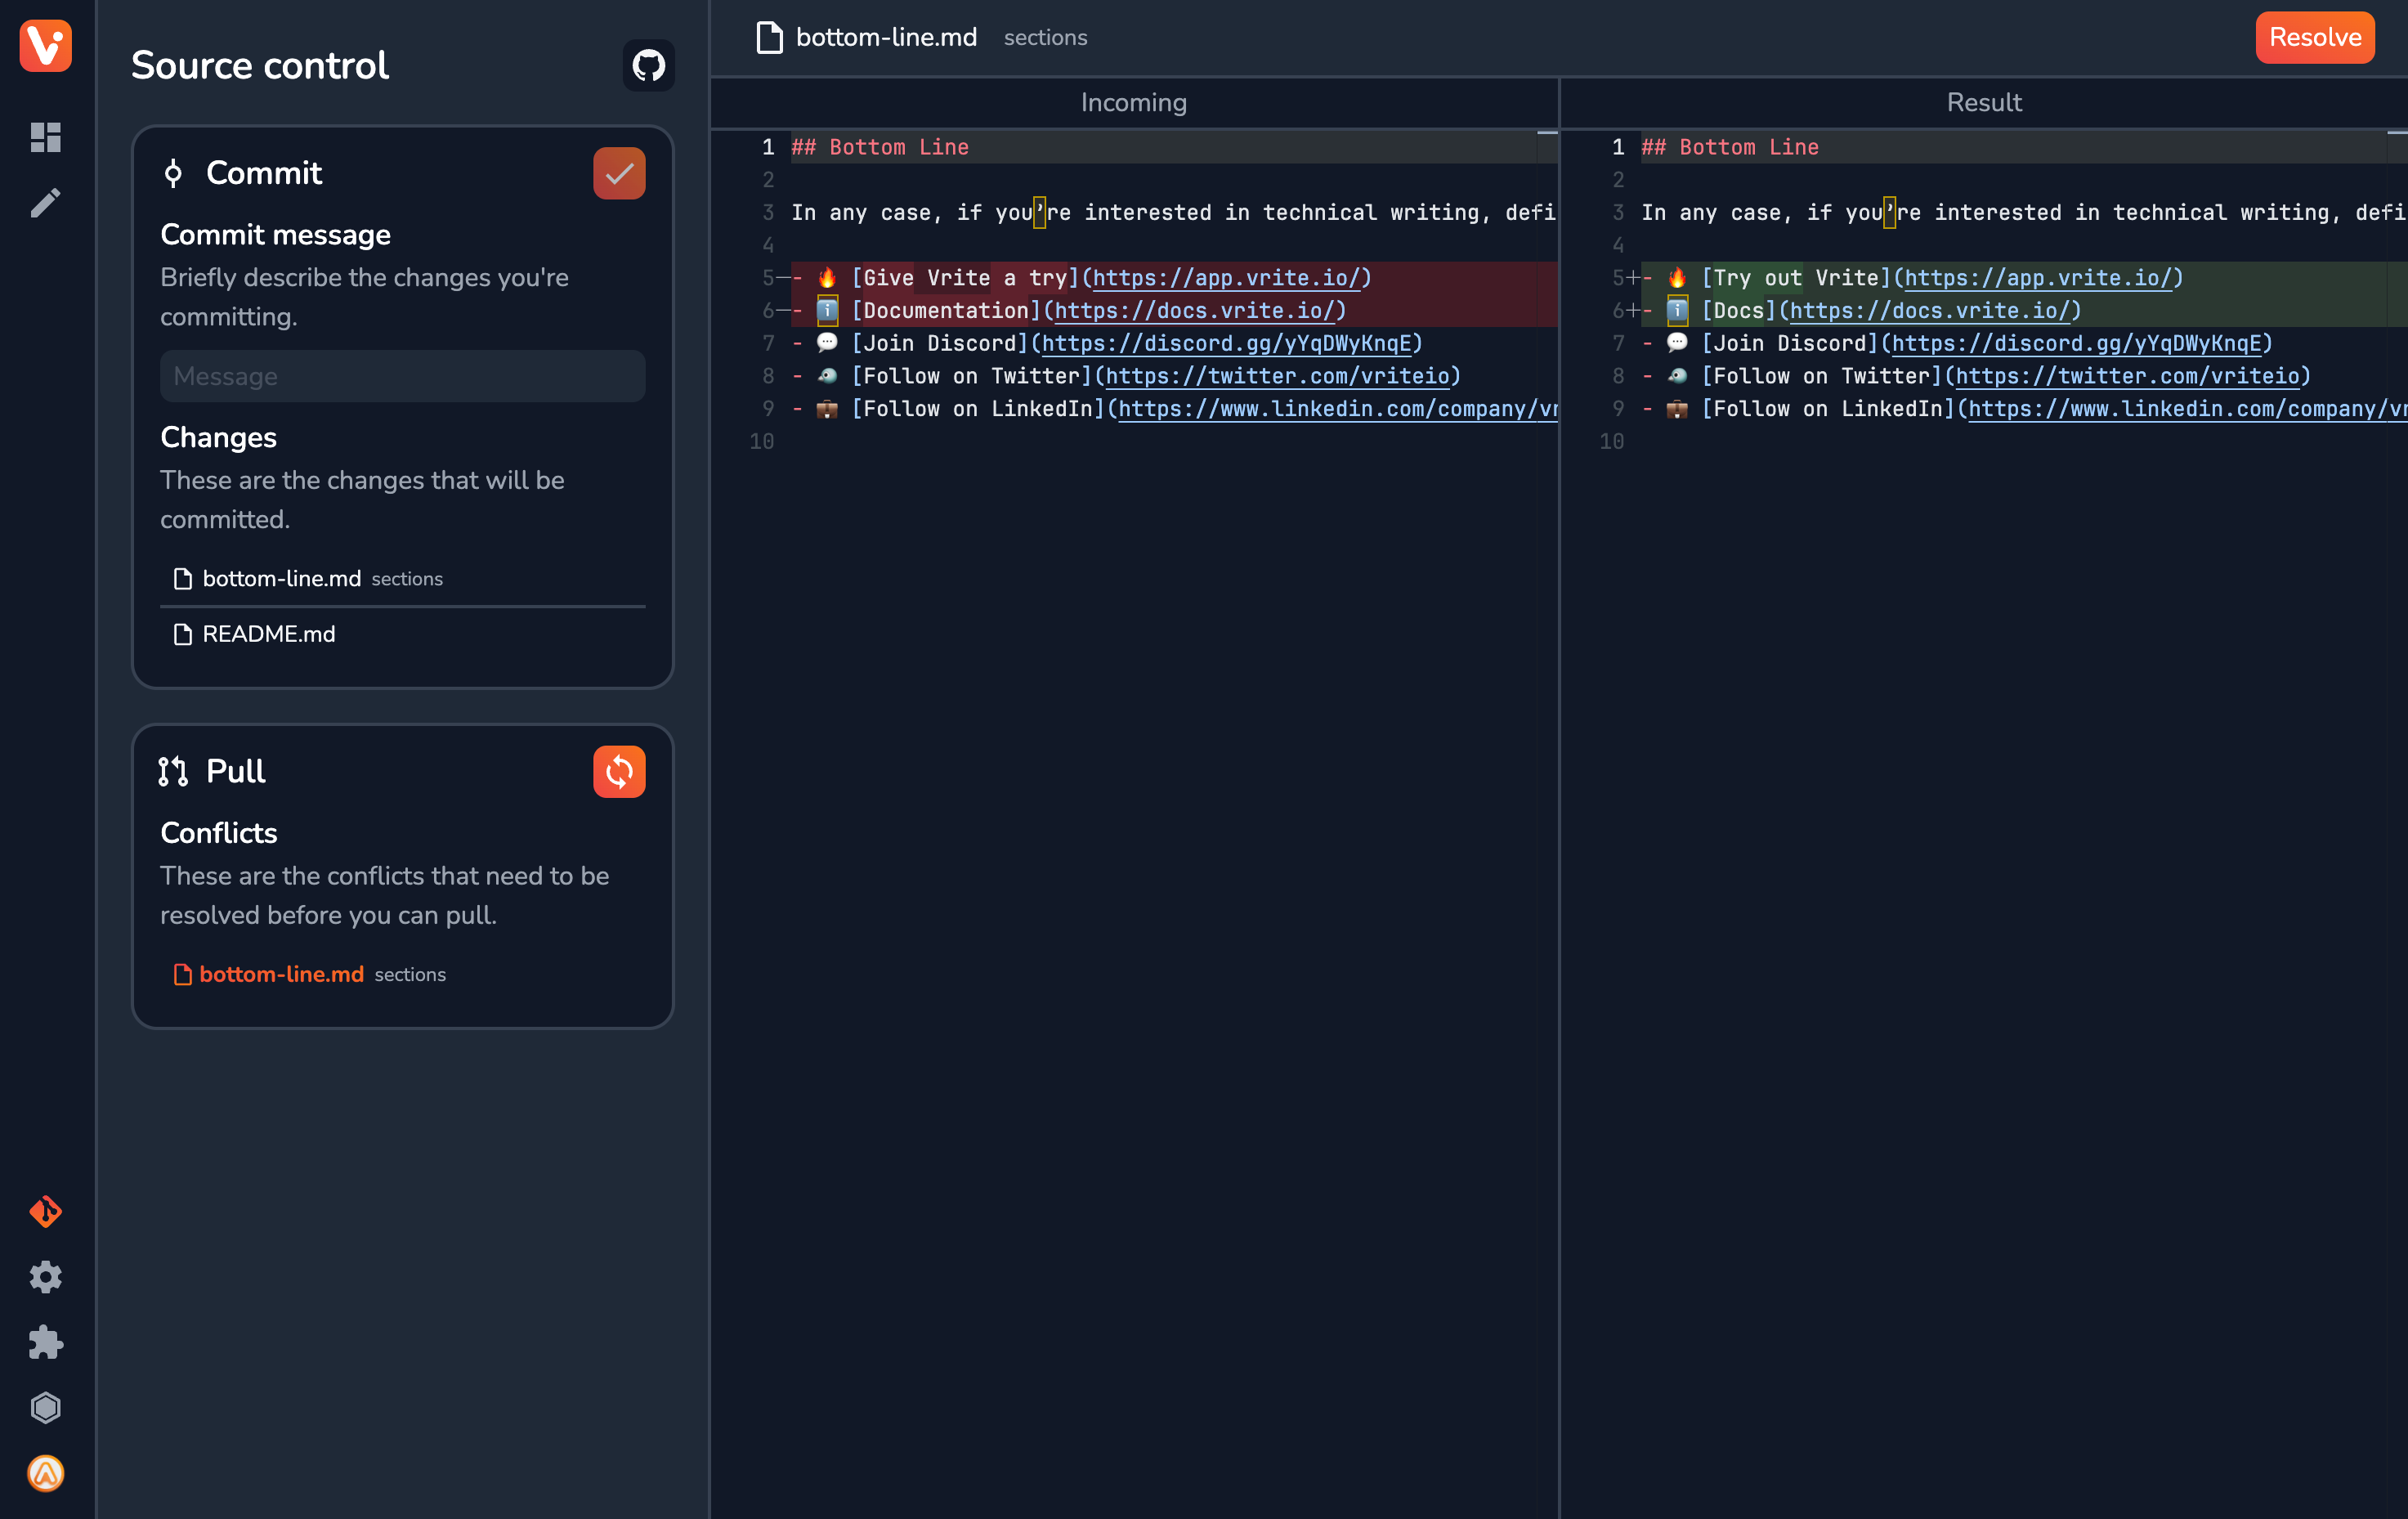 Source control
Commit
Commit message
Briefly describe the changes you're
committing.
Message
Changes
These are the changes that will be
committed.
bottom-line.md sections
README.md
Pull
Conflicts
These are the conflicts that need to be
resolved before you can pull.
bottom-line.md sections
bottom-line.md sections
Resolve
Incoming
1 ## Bottom Line
2
3 In any case, if you’re interested in technical writing, defi
4
5 — - 🔥 [Give Vrite a try](https://app.vrite.io/)
6 — - ℹ️ [Documentation](https://docs.vrite.io/)
7 - 💬 [Join Discord](https://discord.gg/yYqDWyKnqE)
8 - 🐦 [Follow on Twitter](https://twitter.com/vriteio)
9 - 💼 [Follow on LinkedIn](https://www.linkedin.com/company/vr
10
Result
1 ## Bottom Line
2
3 In any case, if you’re interested in technical writing, defi
4
5 + - 🔥 [Try out Vrite](https://app.vrite.io/)
6 + - ℹ️ [Docs](https://docs.vrite.io/)
7 - 💬 [Join Discord](https://discord.gg/yYqDWyKnqE)
8 - 🐦 [Follow on Twitter](https://twitter.com/vriteio)
9 - 💼 [Follow on LinkedIn](https://www.linkedin.com/company/vr
10